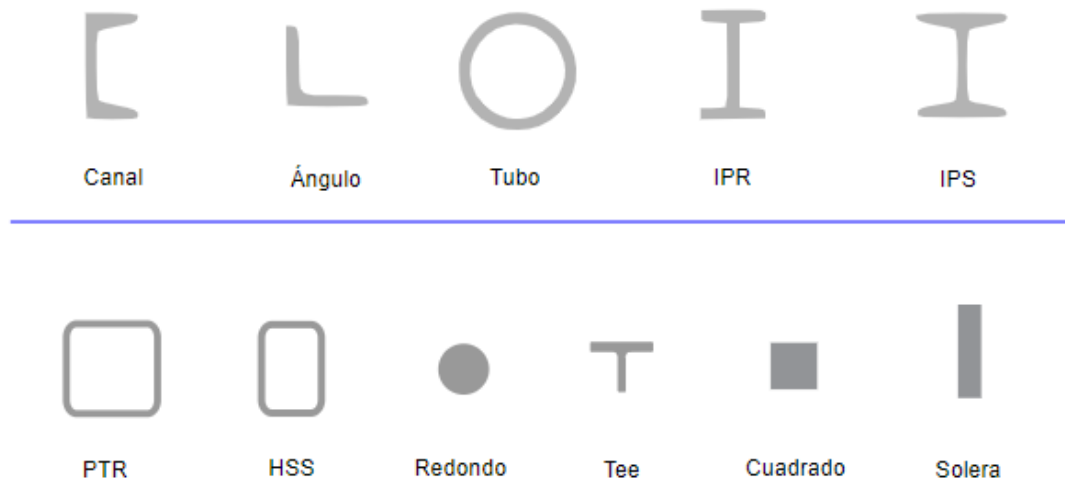 Canal Ángulo Tubo IPR IPS
PTR HSS Redondo Tee Cuadrado Solera